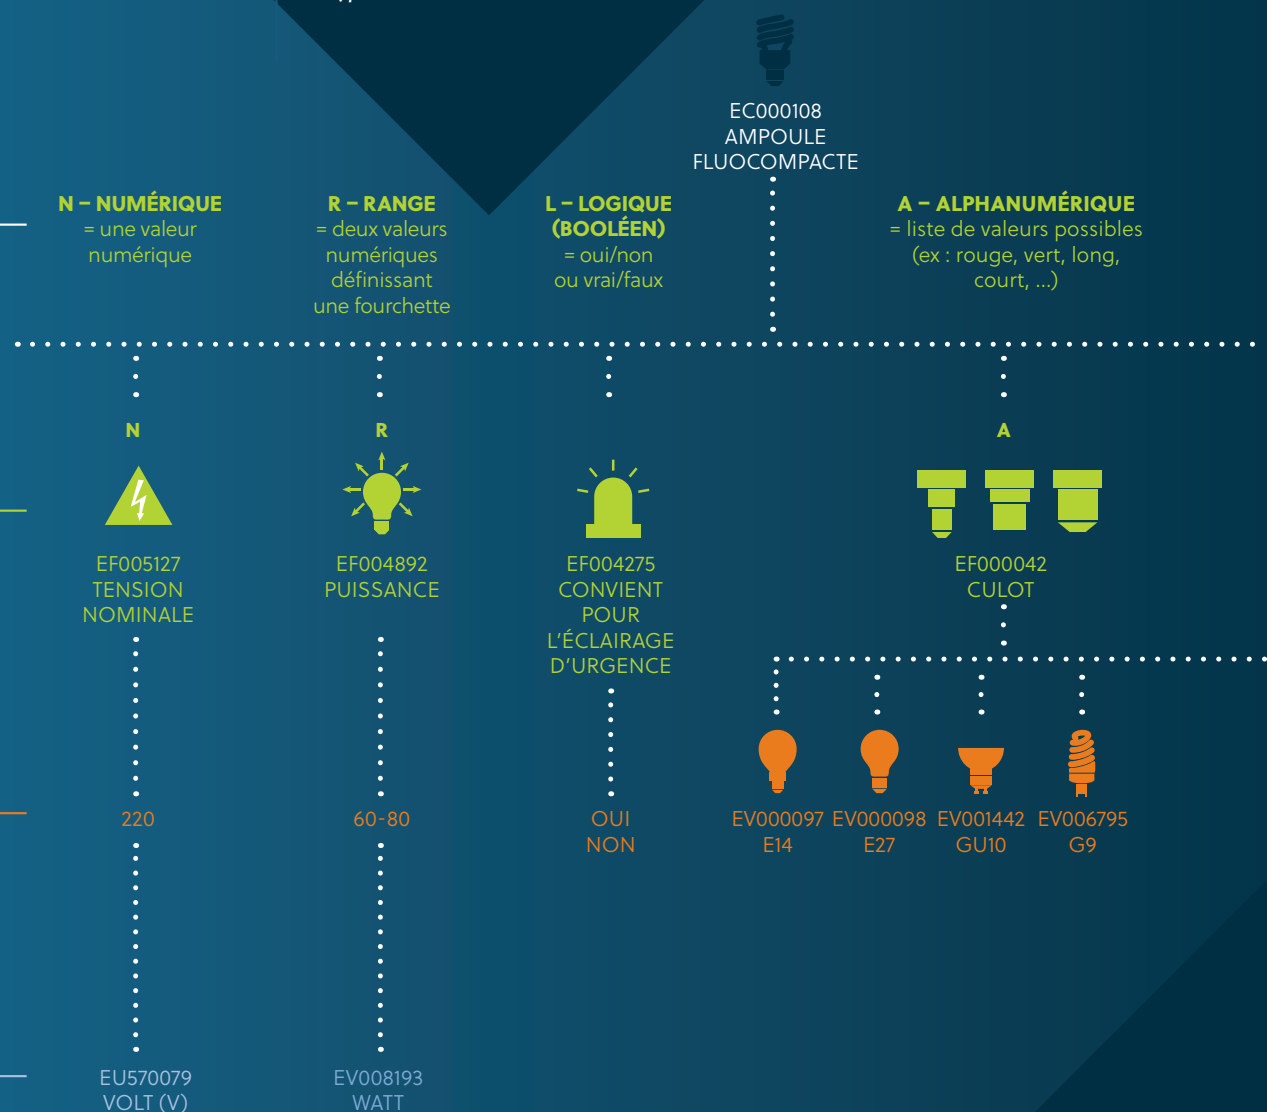 EC000108
AMPOULE
FLUOCOMPACTE
N – NUMÉRIQUE
= une valeur
numérique
R – RANGE
= deux valeurs
numériques
définissant
une fourchette
L – LOGIQUE
(BOOLÉEN)
= oui/non
ou vrai/faux
A – ALPHANUMÉRIQUE
= liste de valeurs possibles
(ex : rouge, vert, long,
court, ...)
N
R
A
EF005127
TENSION
NOMINALE
EF004892
PUISSANCE
EF004275
CONVIENT
POUR
L'ÉCLAIRAGE
D'URGENCE
EF000042
CULOT
220
60-80
OUI
NON
EV000097
E14
EV000098
E27
EV001442
GU10
EV006795
G9
EU570079
VOLT (V)
EV008193
WATT